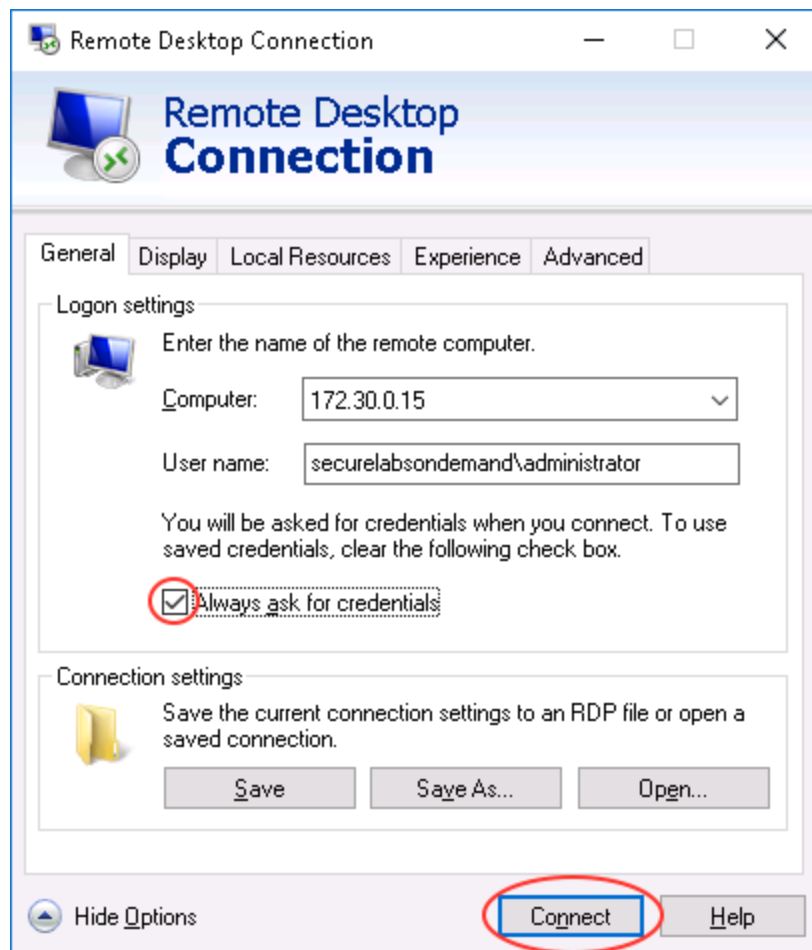 Remote Desktop Connection
Remote Desktop
Connection
General Display Local Resources Experience Advanced
Logon settings
Enter the name of the remote computer.
Computer: 172.30.0.15
User name: securelabsondemand\administrator
You will be asked for credentials when you connect. To use
saved credentials, clear the following check box.
Always ask for credentials
Connection settings
Save the current connection settings to an RDP file or open a
saved connection.
Save Save As... Open...
Hide Options Connect Help